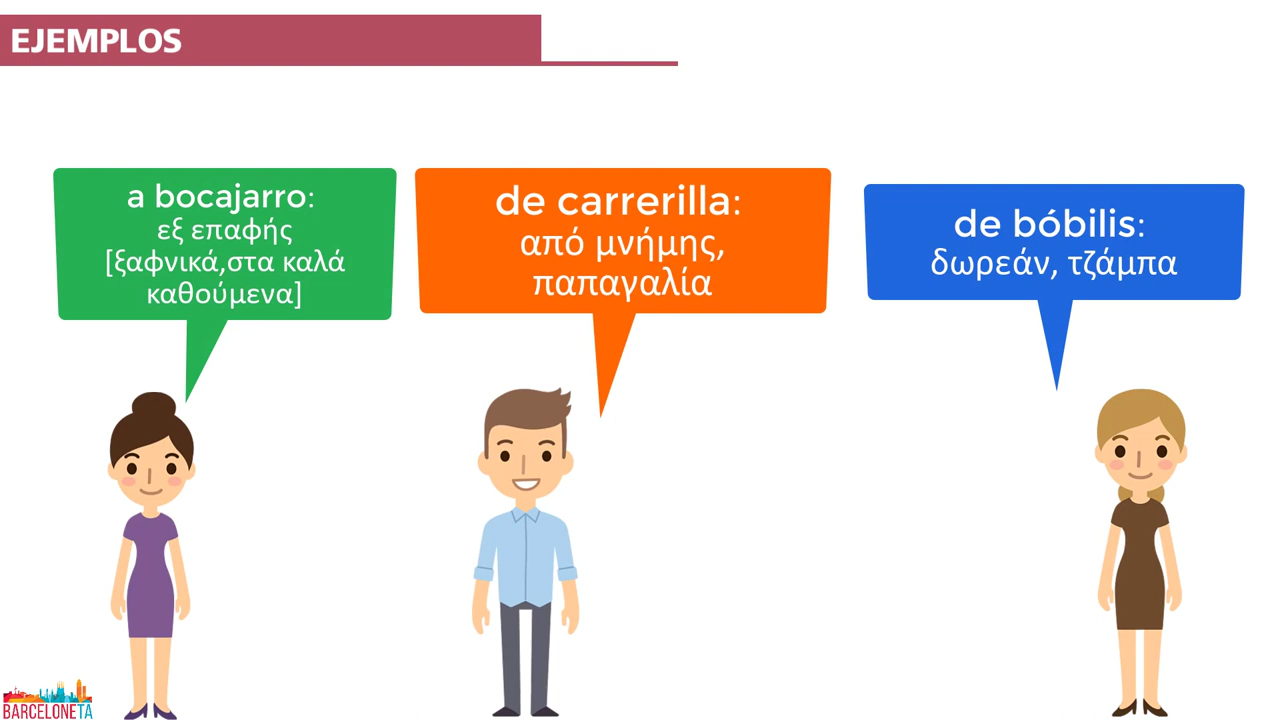 EJEMPLOS
a bocajarro:
εξ επαφής
[ξαφνικά,στα καλά
καθούμενα]
de carrerilla:
από μνήμης,
παπαγαλία
de bóbilis:
δωρεάν, τζάμπα
BARCELONETA